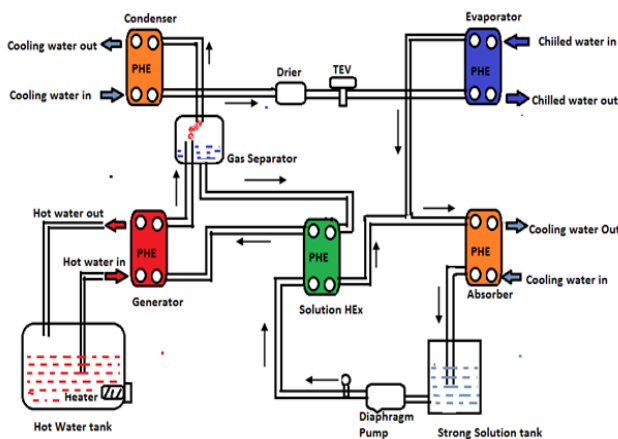 Condenser
Evaporator
Cooling water out
PHE
Cooling water in
Drier
TEV
PHE
Chiiled water in
Chilled water out
Gas Separator
Hot water out
Hot water in
PHE
Generator
PHE
Solution HEx
PHE
Cooling water Out
Cooling water in
Absorber
Heater
Hot Water tank
Diaphragm
Pump
Strong Solution tank